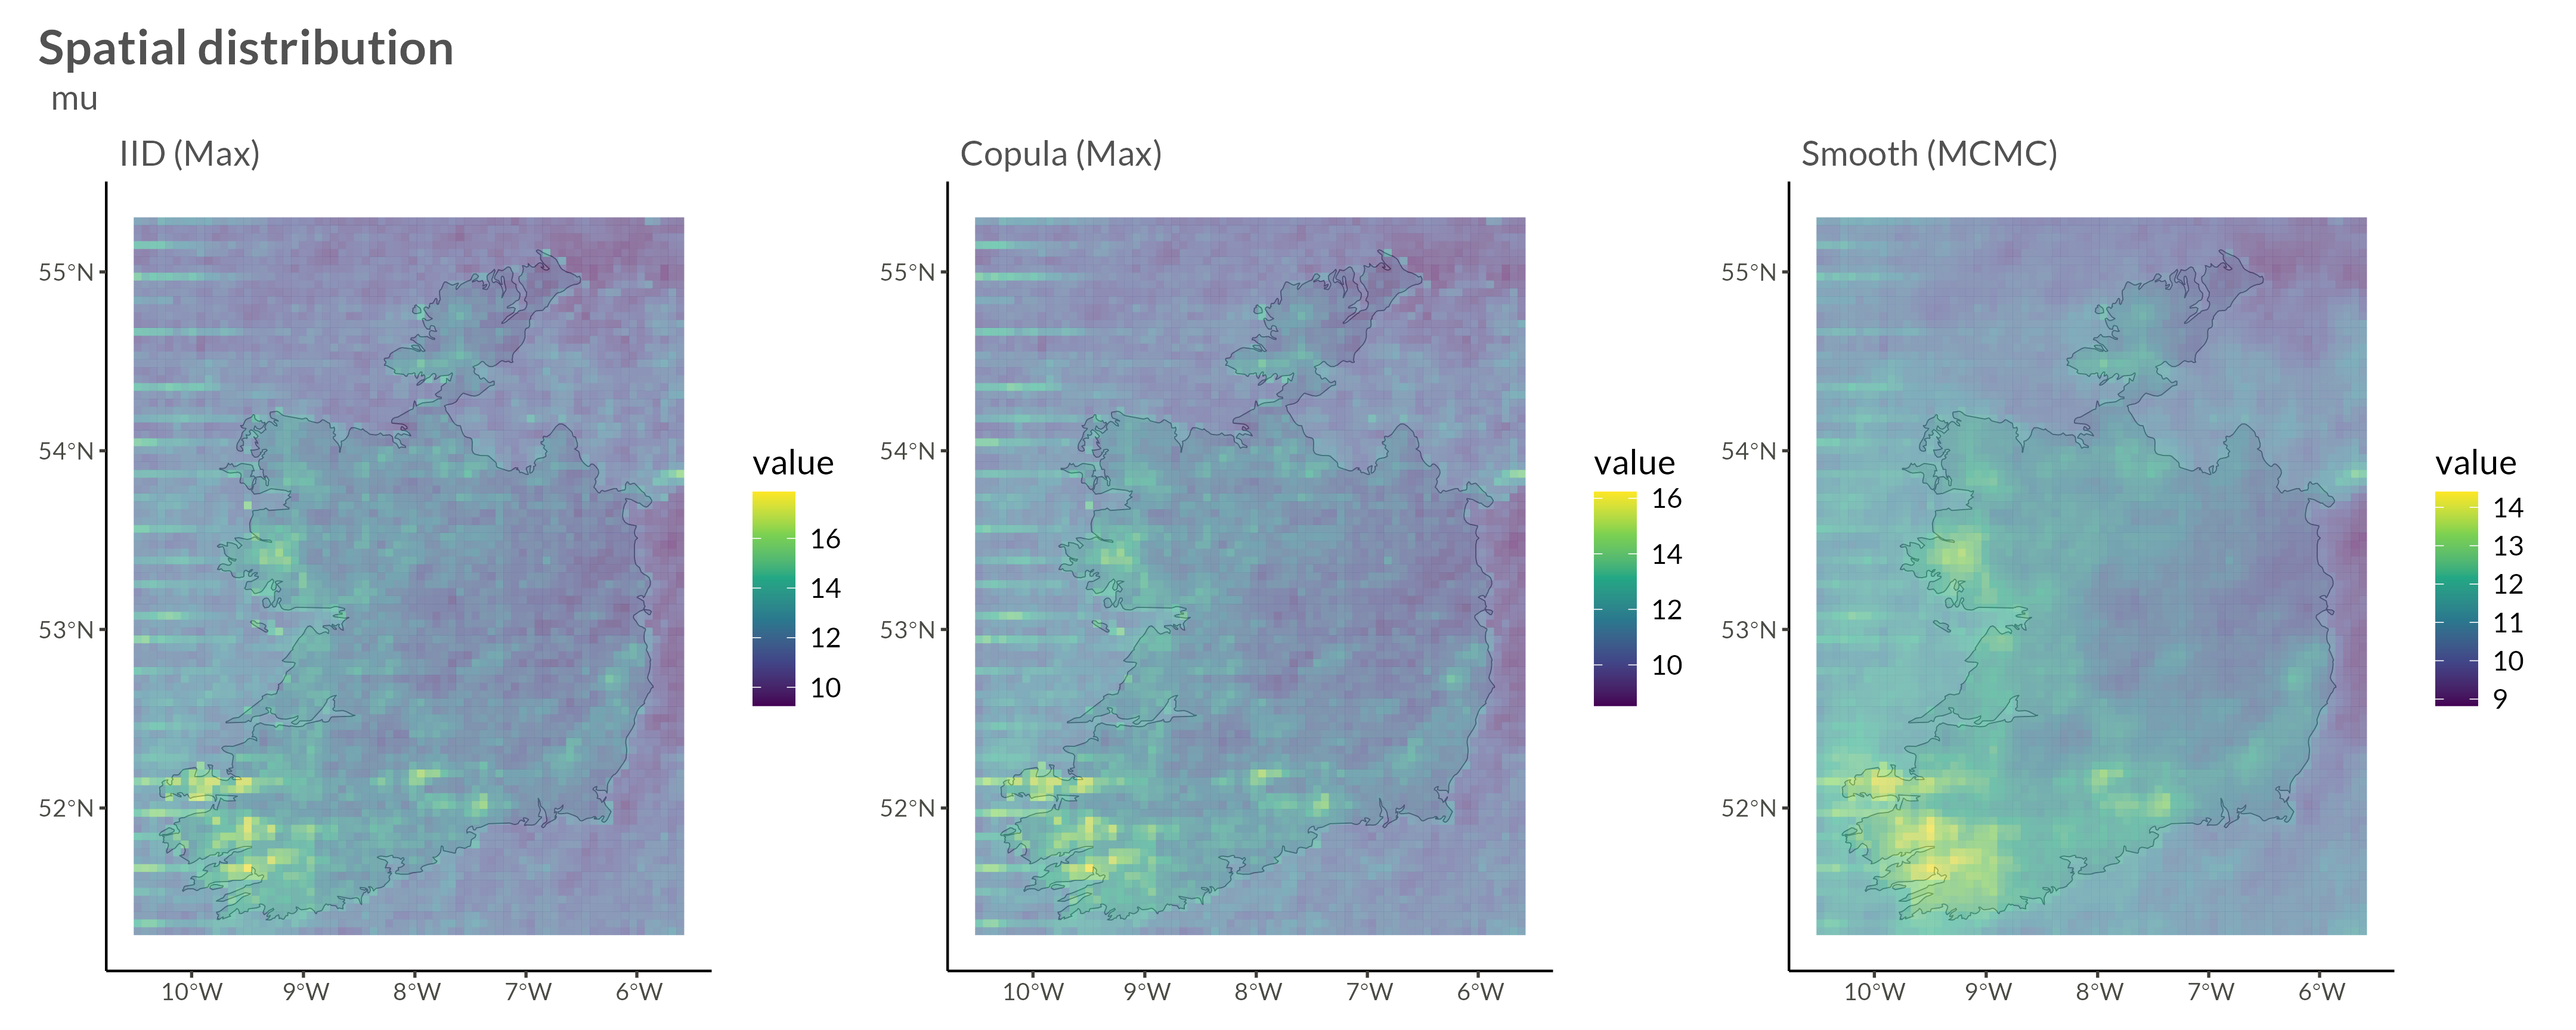 Spatial distribution
mu
IID (Max)
55°N
54°N
53°N
52°N
10°W 9°W 8°W 7°W 6°W
value
16
14
12
10
Copula (Max)
55°N
54°N
53°N
52°N
10°W 9°W 8°W 7°W 6°W
value
16
14
12
10
Smooth (MCMC)
55°N
54°N
53°N
52°N
10°W 9°W 8°W 7°W 6°W
value
14
13
12
11
10
9